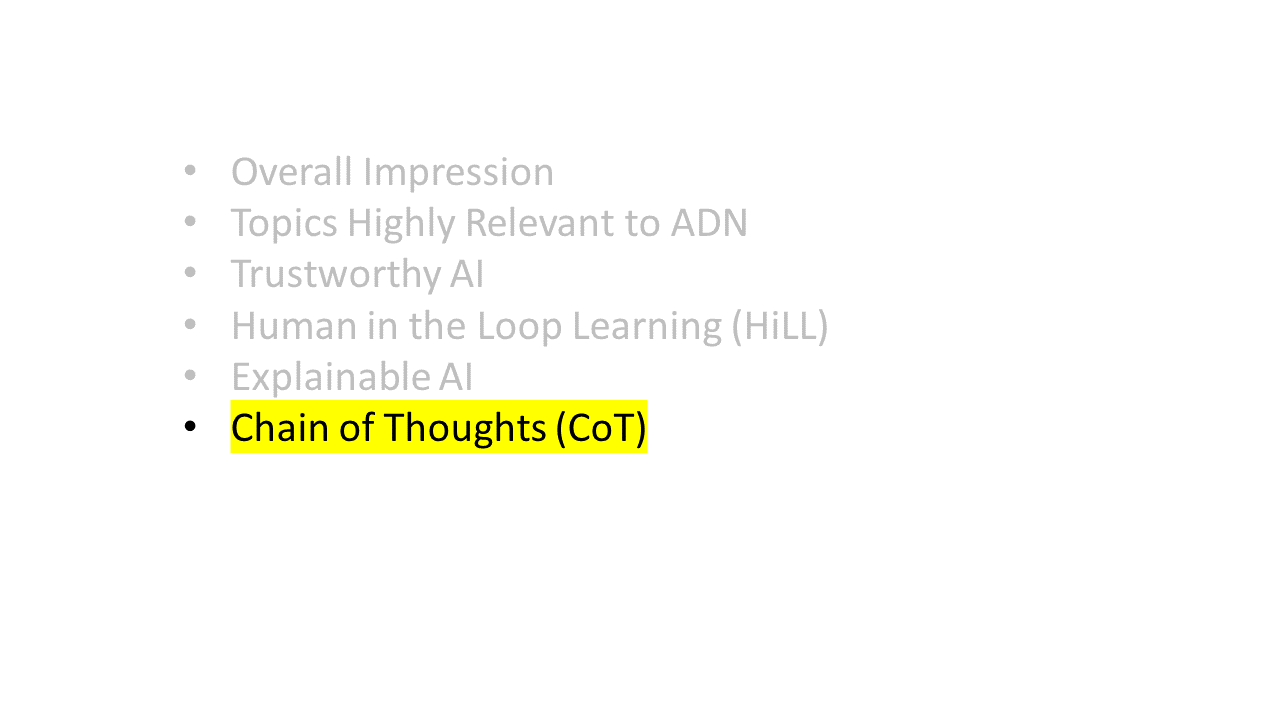 • Overall Impression
• Topics Highly Relevant to ADN
• Trustworthy AI
• Human in the Loop Learning (HiLL)
• Explainable AI
• Chain of Thoughts (CoT)